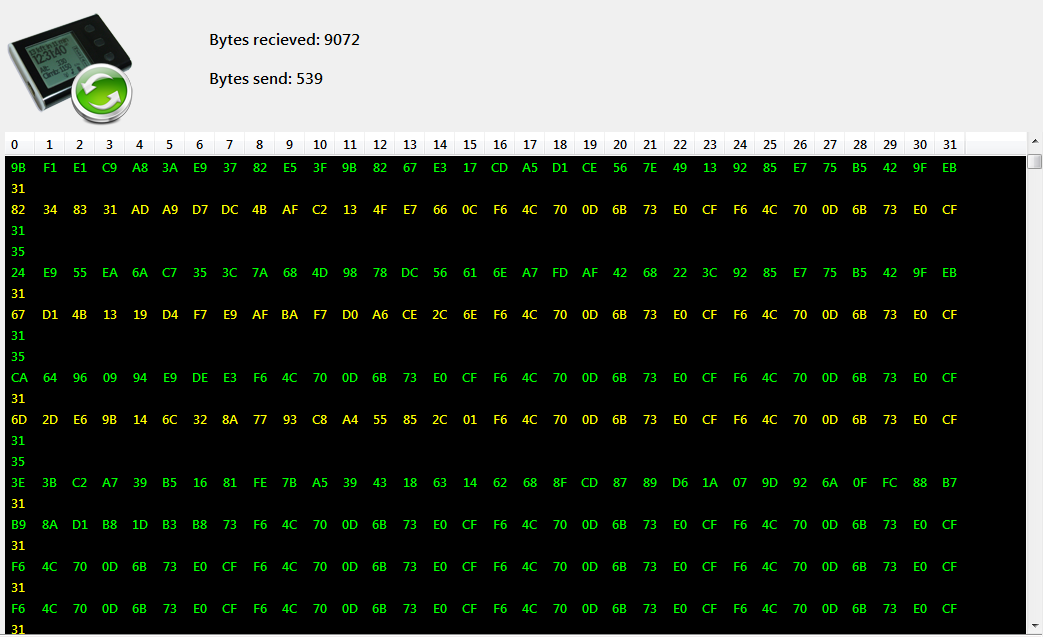 Bytes recieved: 9072
Bytes send: 539
0 1 2 3 4 5 6 7 8 9 10 11 12 13 14 15 16 17 18 19 20 21 22 23 24 25 26 27 28 29 30 31
9B F1 E1 C9 A8 3A E9 37 82 E5 3F 9B 82 67 E3 17 CD A5 D1 CE 56 7E 49 13 92 85 E7 75 B5 42 9F EB
31
82 34 83 31 AD A9 D7 DC 4B AF C2 13 4F E7 66 0C F6 4C 70 0D 6B 73 E0 CF F6 4C 70 0D 6B 73 E0 CF
31
35
24 E9 55 EA 6A C7 35 3C 7A 68 4D 98 78 DC 56 61 6E A7 FD AF 42 68 22 3C 92 85 E7 75 B5 42 9F EB
31
67 D1 4B 13 19 D4 F7 E9 AF BA F7 D0 A6 CE 2C 6E F6 4C 70 0D 6B 73 E0 CF F6 4C 70 0D 6B 73 E0 CF
31
35
CA 64 96 09 94 E9 DE E3 F6 4C 70 0D 6B 73 E0 CF F6 4C 70 0D 6B 73 E0 CF F6 4C 70 0D 6B 73 E0 CF
31
6D 2D E6 9B 14 6C 32 8A 77 93 C8 A4 55 85 2C 01 F6 4C 70 0D 6B 73 E0 CF F6 4C 70 0D 6B 73 E0 CF
31
35
3E 3B C2 A7 39 B5 16 81 FE 7B A5 39 43 18 63 14 62 68 8F CD 87 89 D6 1A 07 9D 92 6A 0F FC 88 B7
31
B9 8A D1 B8 1D B3 B8 73 F6 4C 70 0D 6B 73 E0 CF F6 4C 70 0D 6B 73 E0 CF F6 4C 70 0D 6B 73 E0 CF
31
F6 4C 70 0D 6B 73 E0 CF F6 4C 70 0D 6B 73 E0 CF F6 4C 70 0D 6B 73 E0 CF F6 4C 70 0D 6B 73 E0 CF
31
F6 4C 70 0D 6B 73 E0 CF F6 4C 70 0D 6B 73 E0 CF F6 4C 70 0D 6B 73 E0 CF F6 4C 70 0D 6B 73 E0 CF
31